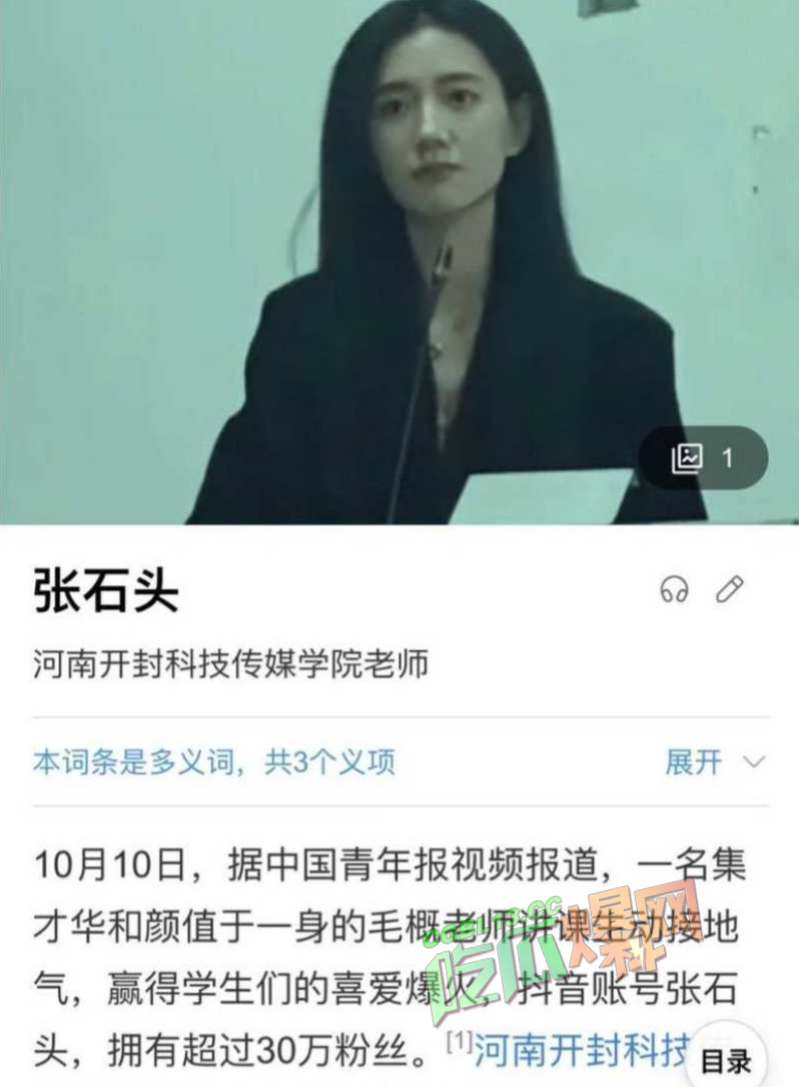 1
张石头
河南开封科技传媒学院老师
本词条是多义词，共3个义项 展开
10月10日，据中国青年报视频报道，一名集
才华和颜值于一身的毛概老师讲课生动接地
气，赢得学生们的喜爱爆火，抖音账号张石
头，拥有超过30万粉丝。[1]河南开封科技
目录
吃瓜爆网